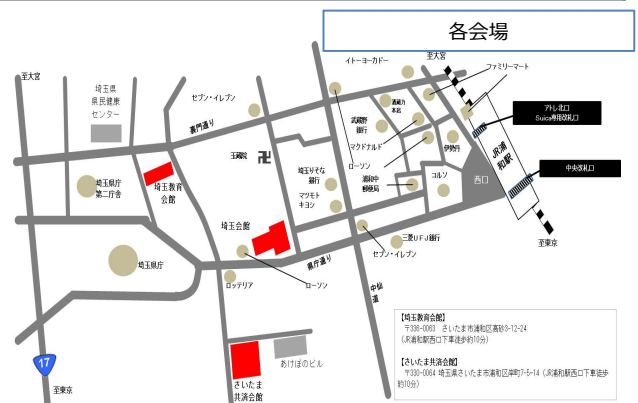 各会場
至大宮
イトーヨーカドー
至大宮
ファミリーマート
埼玉県
県民健康
センター
セブン・イレブン
裏門通り
武蔵野
銀行
酒蔵力
本店
アトレ北口
Suica専用改札口
マクドナルド
玉蔵院
ローソン
伊勢丹
JR浦和駅
中央改札口
埼玉教育
会館
埼玉県庁
第二庁舎
埼玉りそな
銀行
マツモト
キヨシ
浦和中
郵便局
コルソ
西口
埼玉会館
埼玉県庁
県庁通り
三菱UFJ銀行
セブン・イレブン
至東京
ロッテリア
ローソン
中仙道
17
至東京
さいたま
共済会館
あけぼのビル
【埼玉教育会館】
〒336-0063 さいたま市浦和区高砂3-12-24
(JR浦和駅西口下車徒歩約10分)
【さいたま共済会館】
〒330-0064 埼玉県さいたま市浦和区岸町7-5-14 (JR浦和駅西口下車徒歩
約10分)